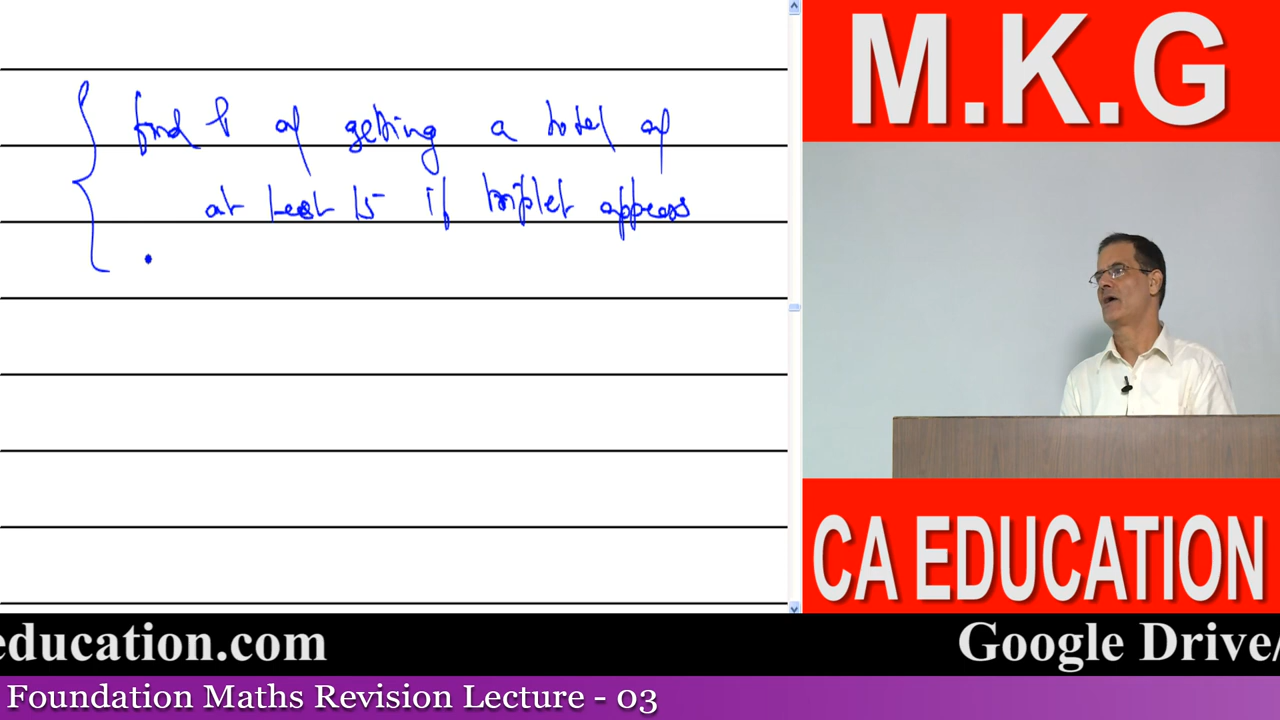 find P of getting a total of
at least 15 if triplet appears
M.K.G
CA EDUCATION
education.com
Google Drive/
Foundation Maths Revision Lecture - 03